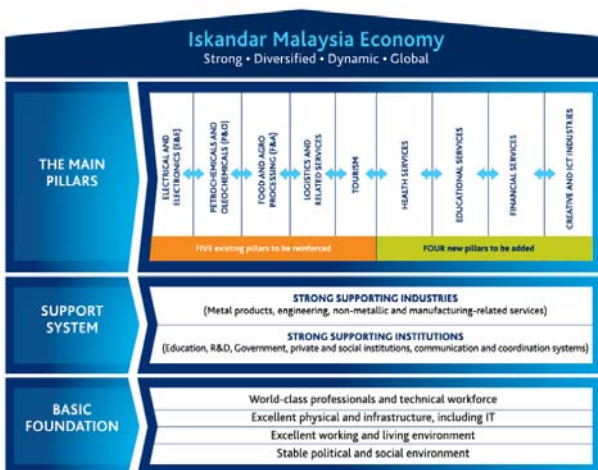 Iskandar Malaysia Economy
Strong • Diversified • Dynamic • Global
THE MAIN
PILLARS
ELECTRICAL AND
ELECTRONICS (E&E)
PETROCHEMICALS AND
OLEOCHEMICALS (P&O)
FOOD AND AGRO
PROCESSING (F&A)
LOGISTICS AND
RELATED SERVICES
TOURISM
HEALTH SERVICES
EDUCATIONAL SERVICES
FINANCIAL SERVICES
CREATIVE AND ICT INDUSTRIES
FIVE existing pillars to be reinforced
FOUR new pillars to be added
SUPPORT
SYSTEM
STRONG SUPPORTING INDUSTRIES
(Metal products, engineering, non-metallic and manufacturing-related services)
STRONG SUPPORTING INSTITUTIONS
(Education, R&D, Government, private and social institutions, communication and coordination systems)
BASIC
FOUNDATION
World-class professionals and technical workforce
Excellent physical and infrastructure, including IT
Excellent working and living environment
Stable political and social environment